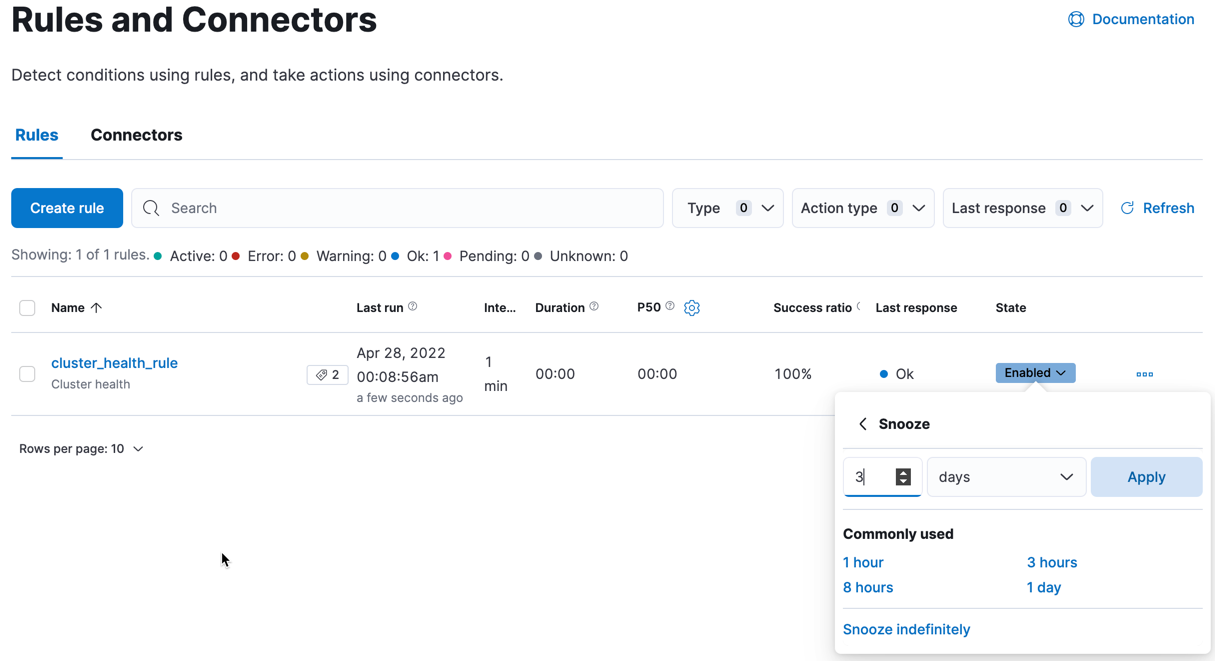 Rules and Connectors
Documentation
Detect conditions using rules, and take actions using connectors.
Rules Connectors
Create rule Search Type 0 Action type 0 Last response 0 Refresh
Showing: 1 of 1 rules. Active: 0 Error: 0 Warning: 0 Ok: 1 Pending: 0 Unknown: 0
Name Last run Inte... Duration P50 Success ratio Last response State
cluster_health_rule
Cluster health
2
Apr 28, 2022
00:08:56am
a few seconds ago
1
min
00:00 00:00 100% Ok Enabled
Rows per page: 10
Snooze
3 days Apply
Commonly used
1 hour 3 hours
8 hours 1 day
Snooze indefinitely